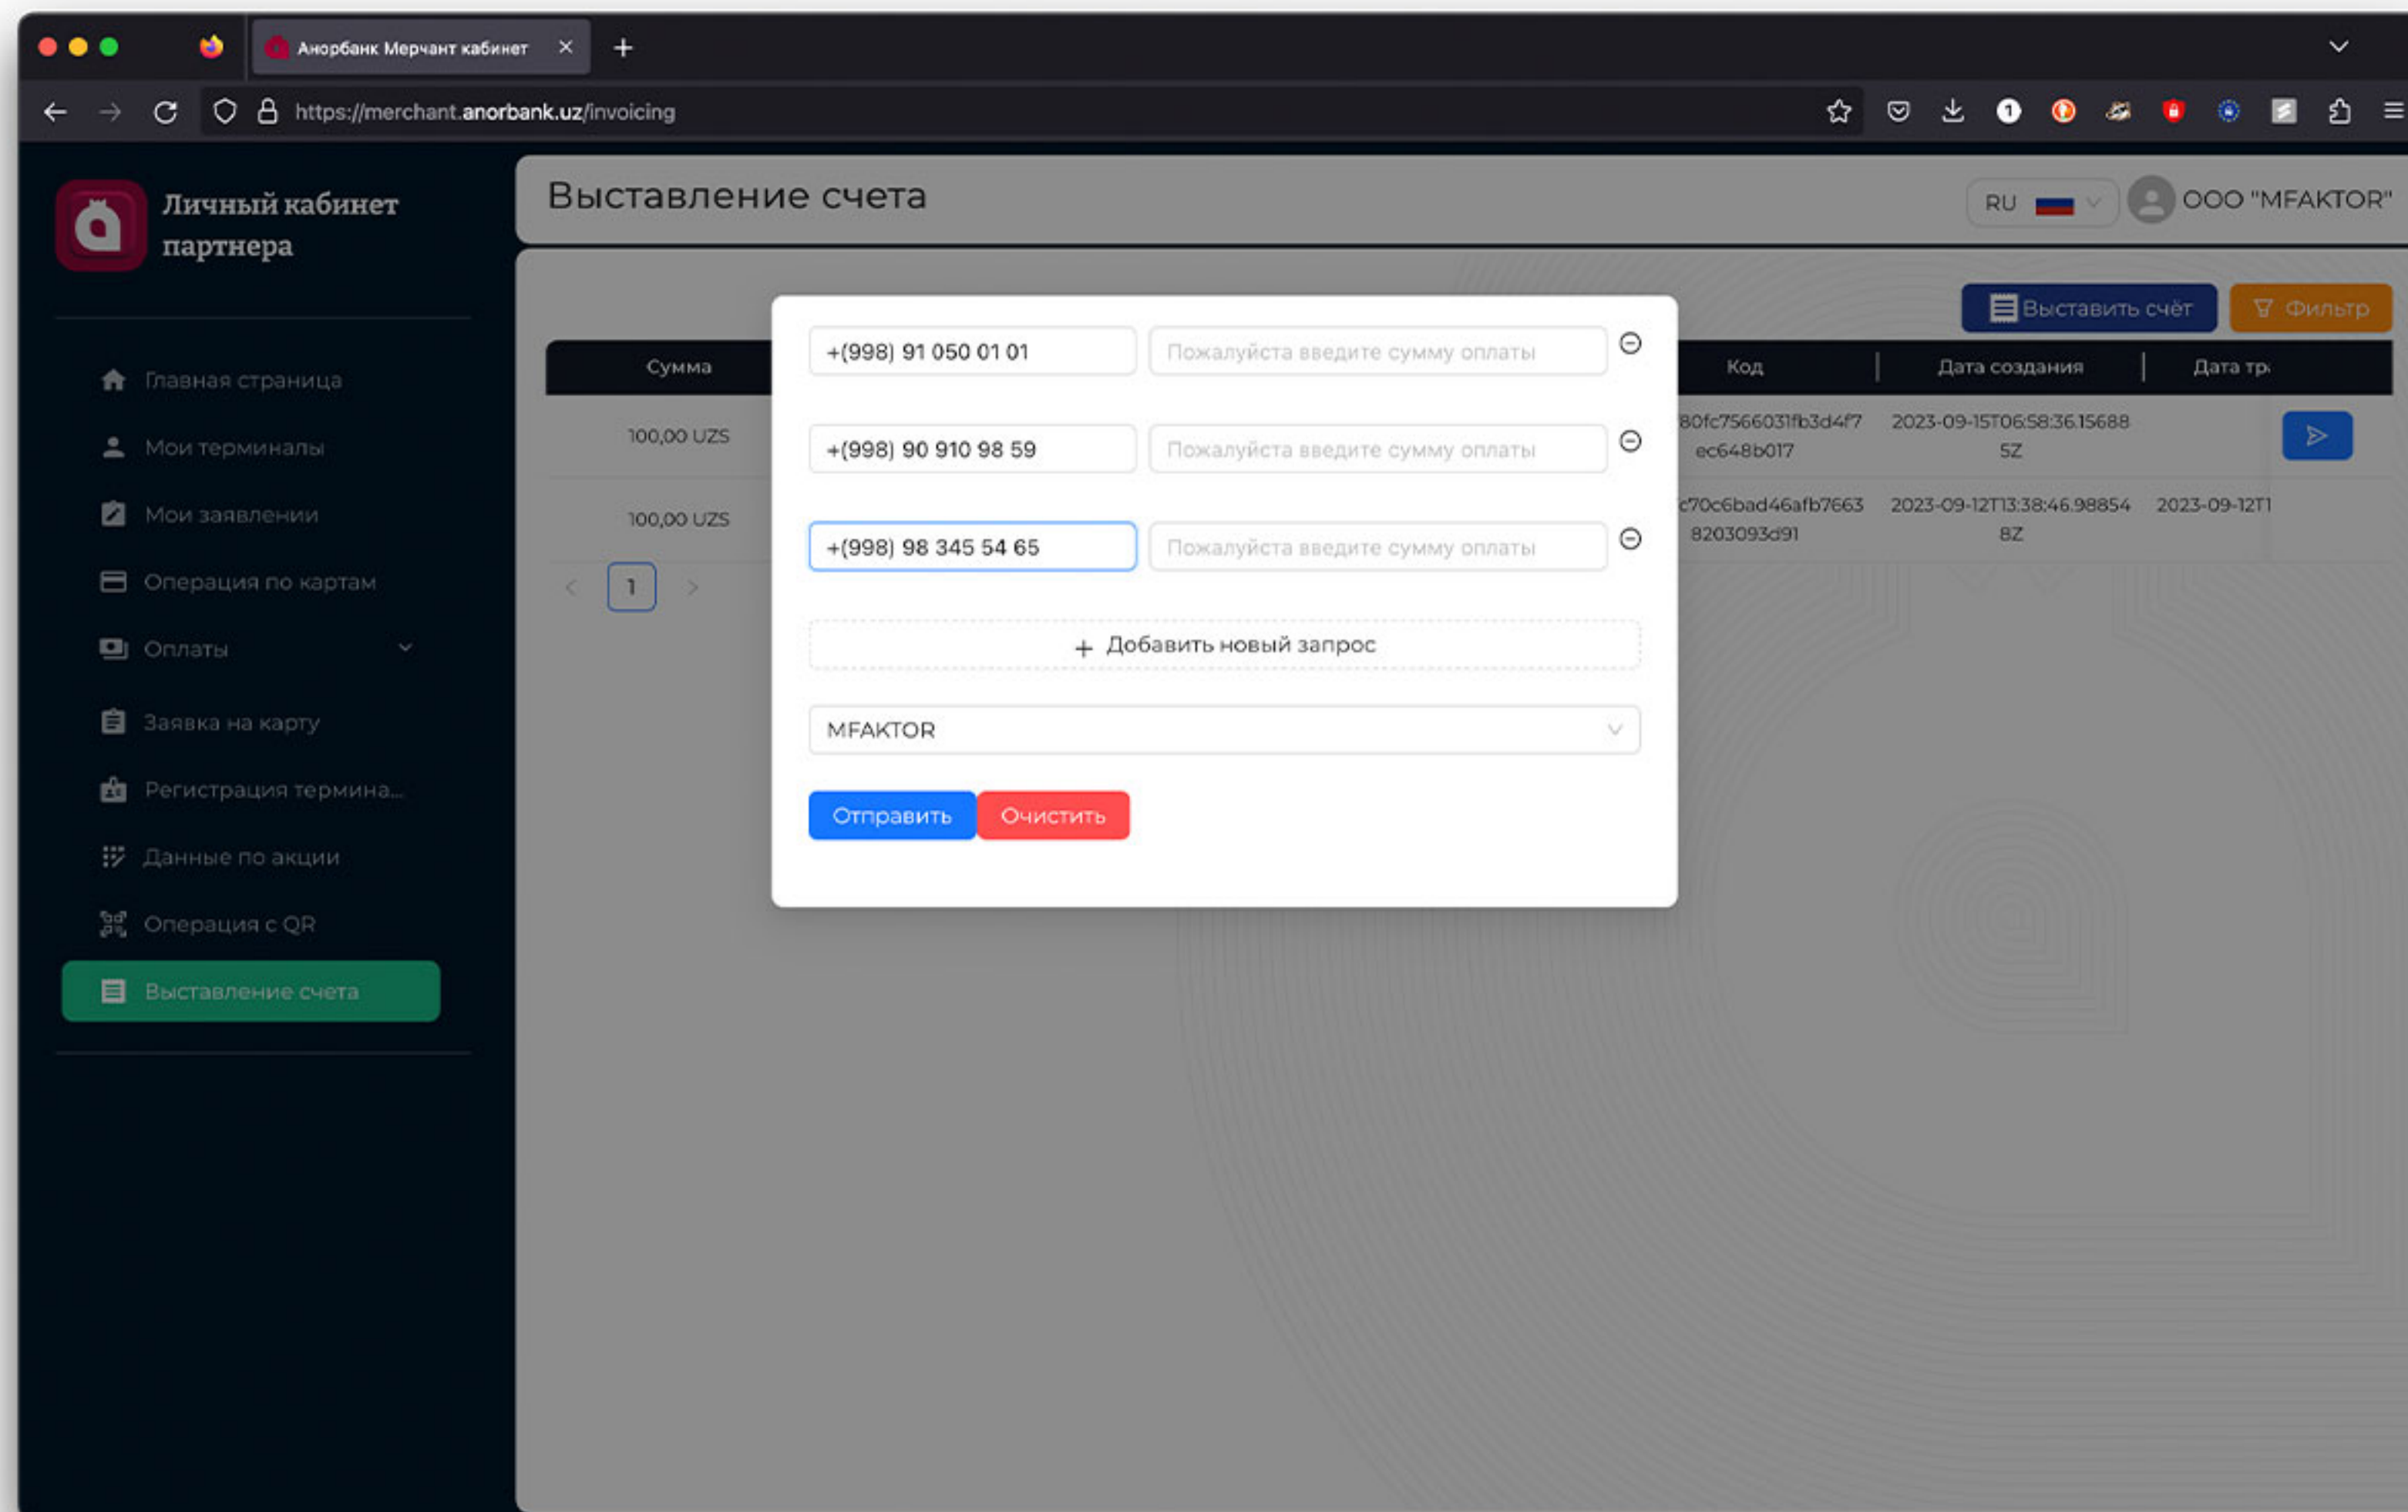 Анорбанк Мерчант кабинет
https://merchant.anorbank.uz/invoicing
1
Личный кабинет
партнера
Главная страница
Мои терминалы
Мои заявлении
Операция по картам
Оплаты
Заявка на карту
Регистрация термина...
Данные по акции
Операция с QR
Выставление счета
Выставление счета
RU
ООО "MFAKTOR"
Выставить счёт
Фильтр
Сумма
Код
Дата создания
Дата тр
100,00 UZS
80fc7566031fb3d4f7
ec648b017
2023-09-15T06:58:36.15688
5Z
100,00 UZS
c70c6bad46afb7663
8203093d91
2023-09-12T13:38:46.98854
8Z
2023-09-12T1
1
+(998) 91 050 01 01
Пожалуйста введите сумму оплаты
+(998) 90 910 98 59
Пожалуйста введите сумму оплаты
+(998) 98 345 54 65
Пожалуйста введите сумму оплаты
+ Добавить новый запрос
MFAKTOR
Отправить
Очистить